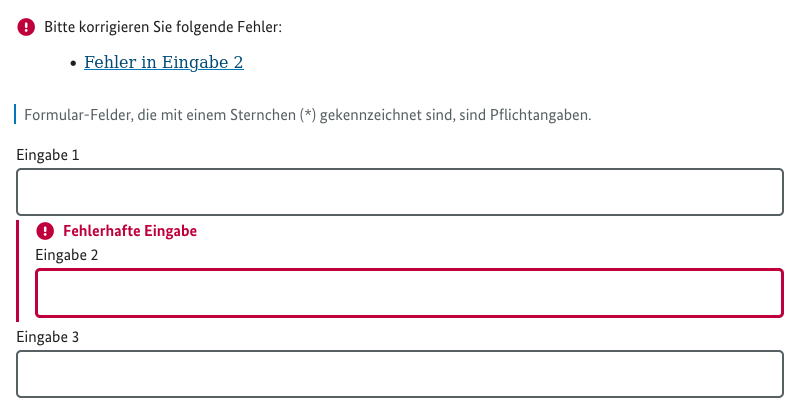 Bitte korrigieren Sie folgende Fehler:
• Fehler in Eingabe 2
Formular-Felder, die mit einem Sternchen (*) gekennzeichnet sind, sind Pflichtangaben.
Eingabe 1
Fehlerhafte Eingabe
Eingabe 2
Eingabe 3